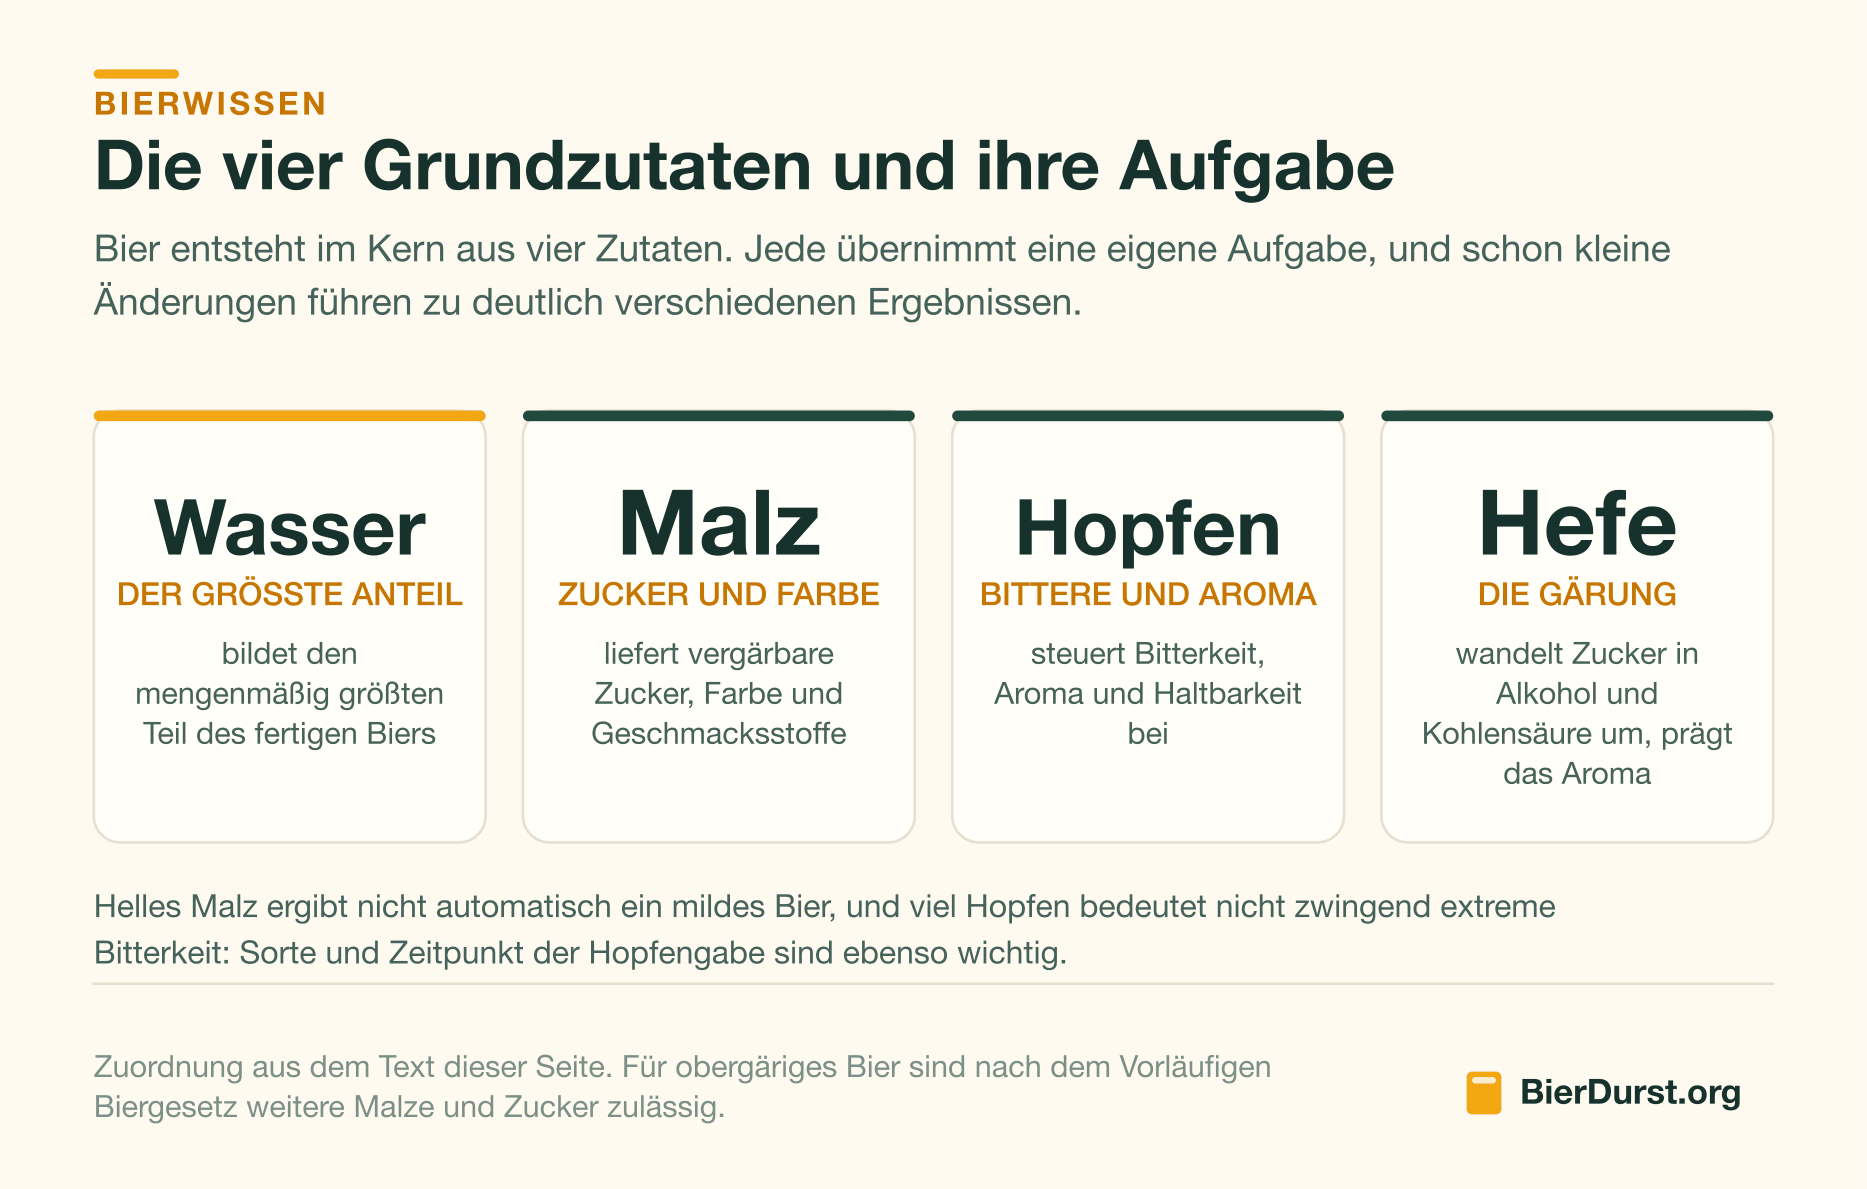 BIERWISSEN
Die vier Grundzutaten und ihre Aufgabe
Bier entsteht im Kern aus vier Zutaten. Jede übernimmt eine eigene Aufgabe, und schon kleine
Änderungen führen zu deutlich verschiedenen Ergebnissen.
Wasser
DER GRÖSSTE ANTEIL
bildet den
mengenmäßig größten
Teil des fertigen Biers
Malz
ZUCKER UND FARBE
liefert vergärbare
Zucker, Farbe und
Geschmacksstoffe
Hopfen
BITTERE UND AROMA
steuert Bitterkeit,
Aroma und Haltbarkeit
bei
Hefe
DIE GÄRUNG
wandelt Zucker in
Alkohol und
Kohlensäure um, prägt
das Aroma
Helles Malz ergibt nicht automatisch ein mildes Bier, und viel Hopfen bedeutet nicht zwingend extreme
Bitterkeit: Sorte und Zeitpunkt der Hopfengabe sind ebenso wichtig.
Zuordnung aus dem Text dieser Seite. Für obergäriges Bier sind nach dem Vorläufigen
Biergesetz weitere Malze und Zucker zulässig.
BierDurst.org